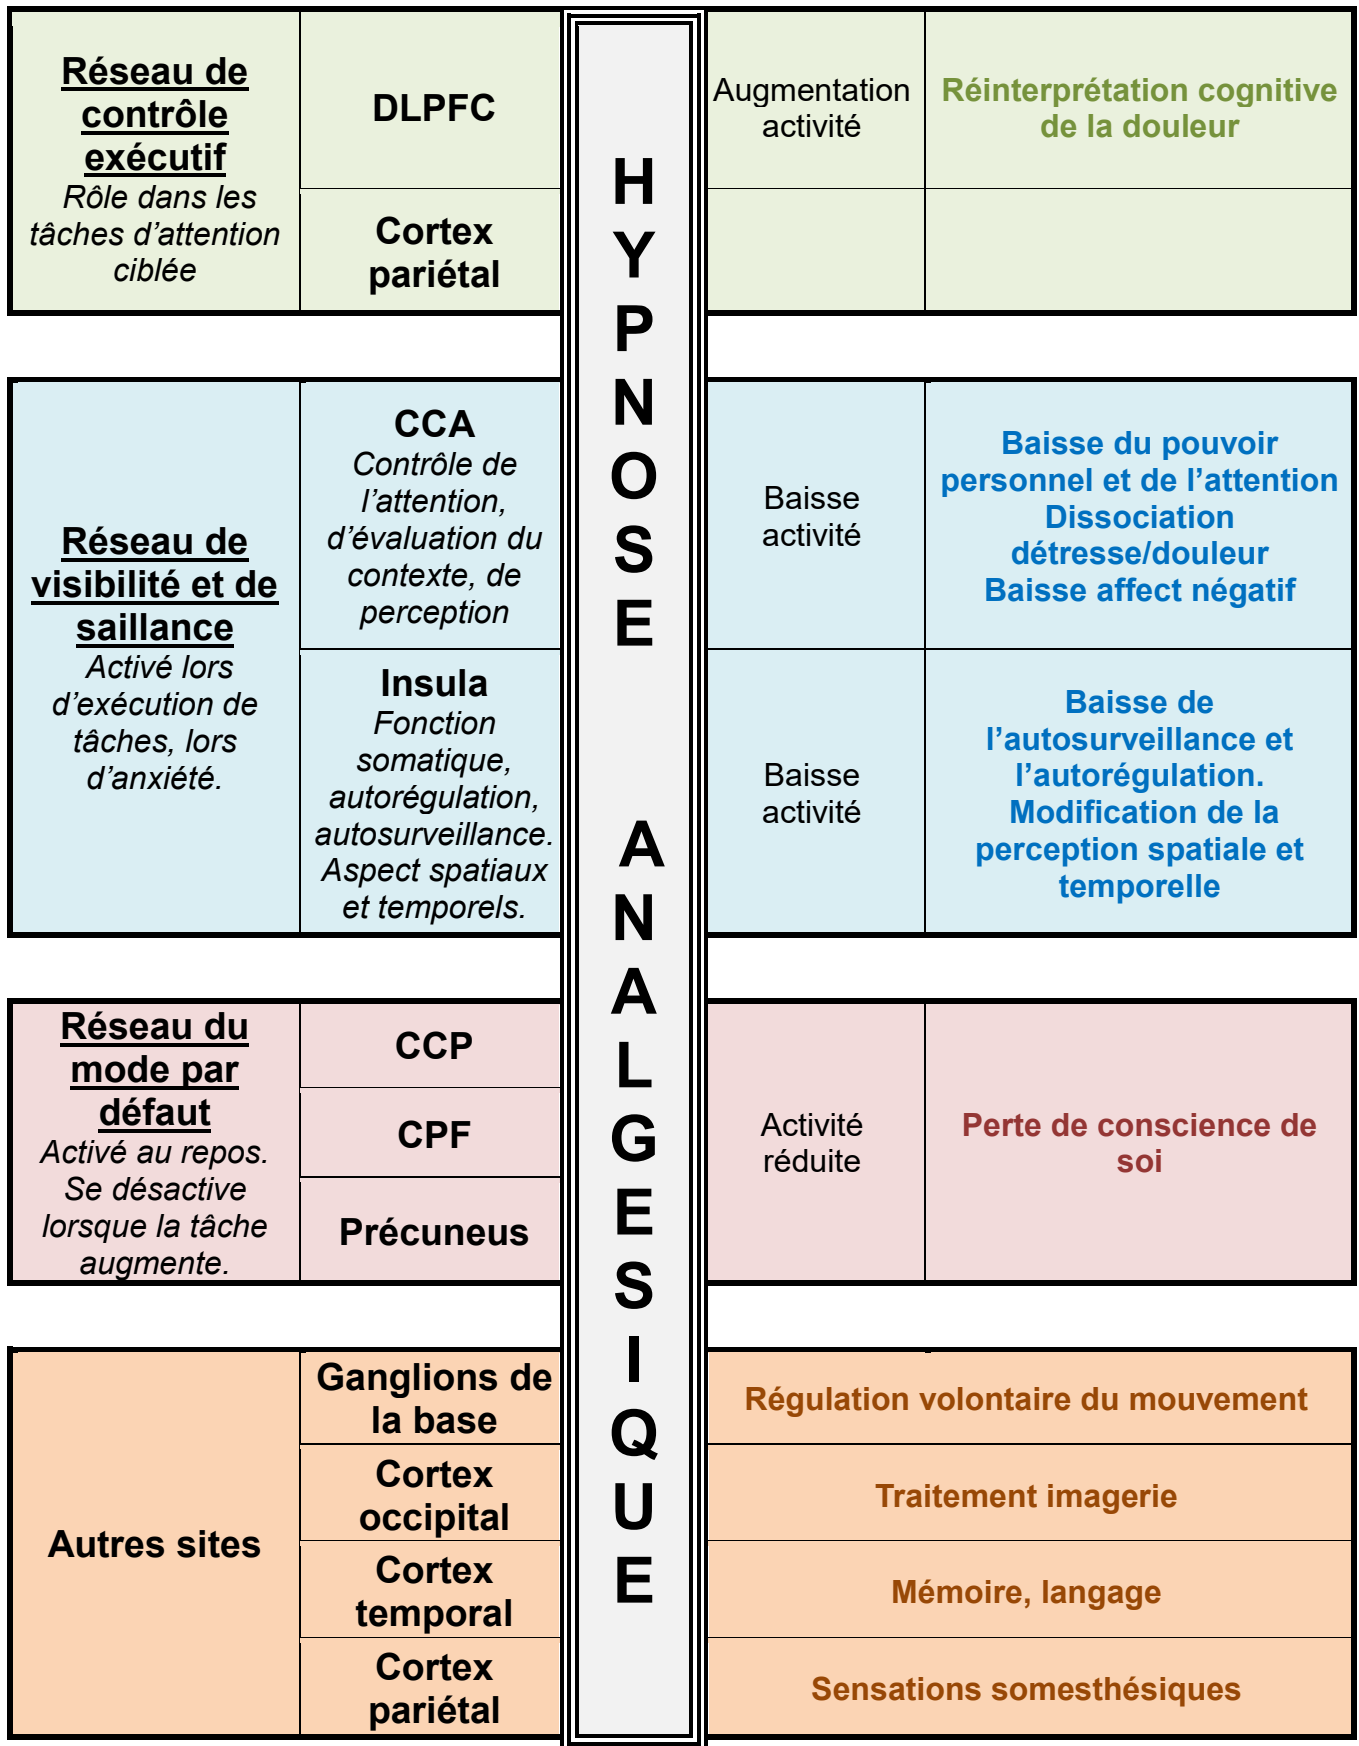 Réseau de
contrôle
exécutif
Rôle dans les
tâches d’attention
ciblée
DLPFC
Augmentation
activité
Réinterprétation cognitive
de la douleur
Cortex
pariétal
HYPNOSE
ANALGESIQUE
Réseau de
visibilité et de
saillance
Activé lors
d’exécution de
tâches, lors
d’anxiété.
CCA
Contrôle de
l’attention,
d’évaluation du
contexte, de
perception
Baisse
activité
Baisse du pouvoir
personnel et de l’attention
Dissociation
détresse/douleur
Baisse affect négatif
Insula
Fonction
somatique,
autorégulation,
autosurveillance.
Aspect spatiaux
et temporels.
Baisse
activité
Baisse de
l’autosurveillance et
l’autorégulation.
Modification de la
perception spatiale et
temporelle
Réseau du
mode par
défaut
Activé au repos.
Se désactive
lorsque la tâche
augmente.
CCP
CPF
Précuneus
Activité
réduite
Perte de conscience de
soi
Autres sites
Ganglions de
la base
Régulation volontaire du mouvement
Cortex
occipital
Traitement imagerie
Cortex
temporal
Mémoire, langage
Cortex
pariétal
Sensations somesthésiques